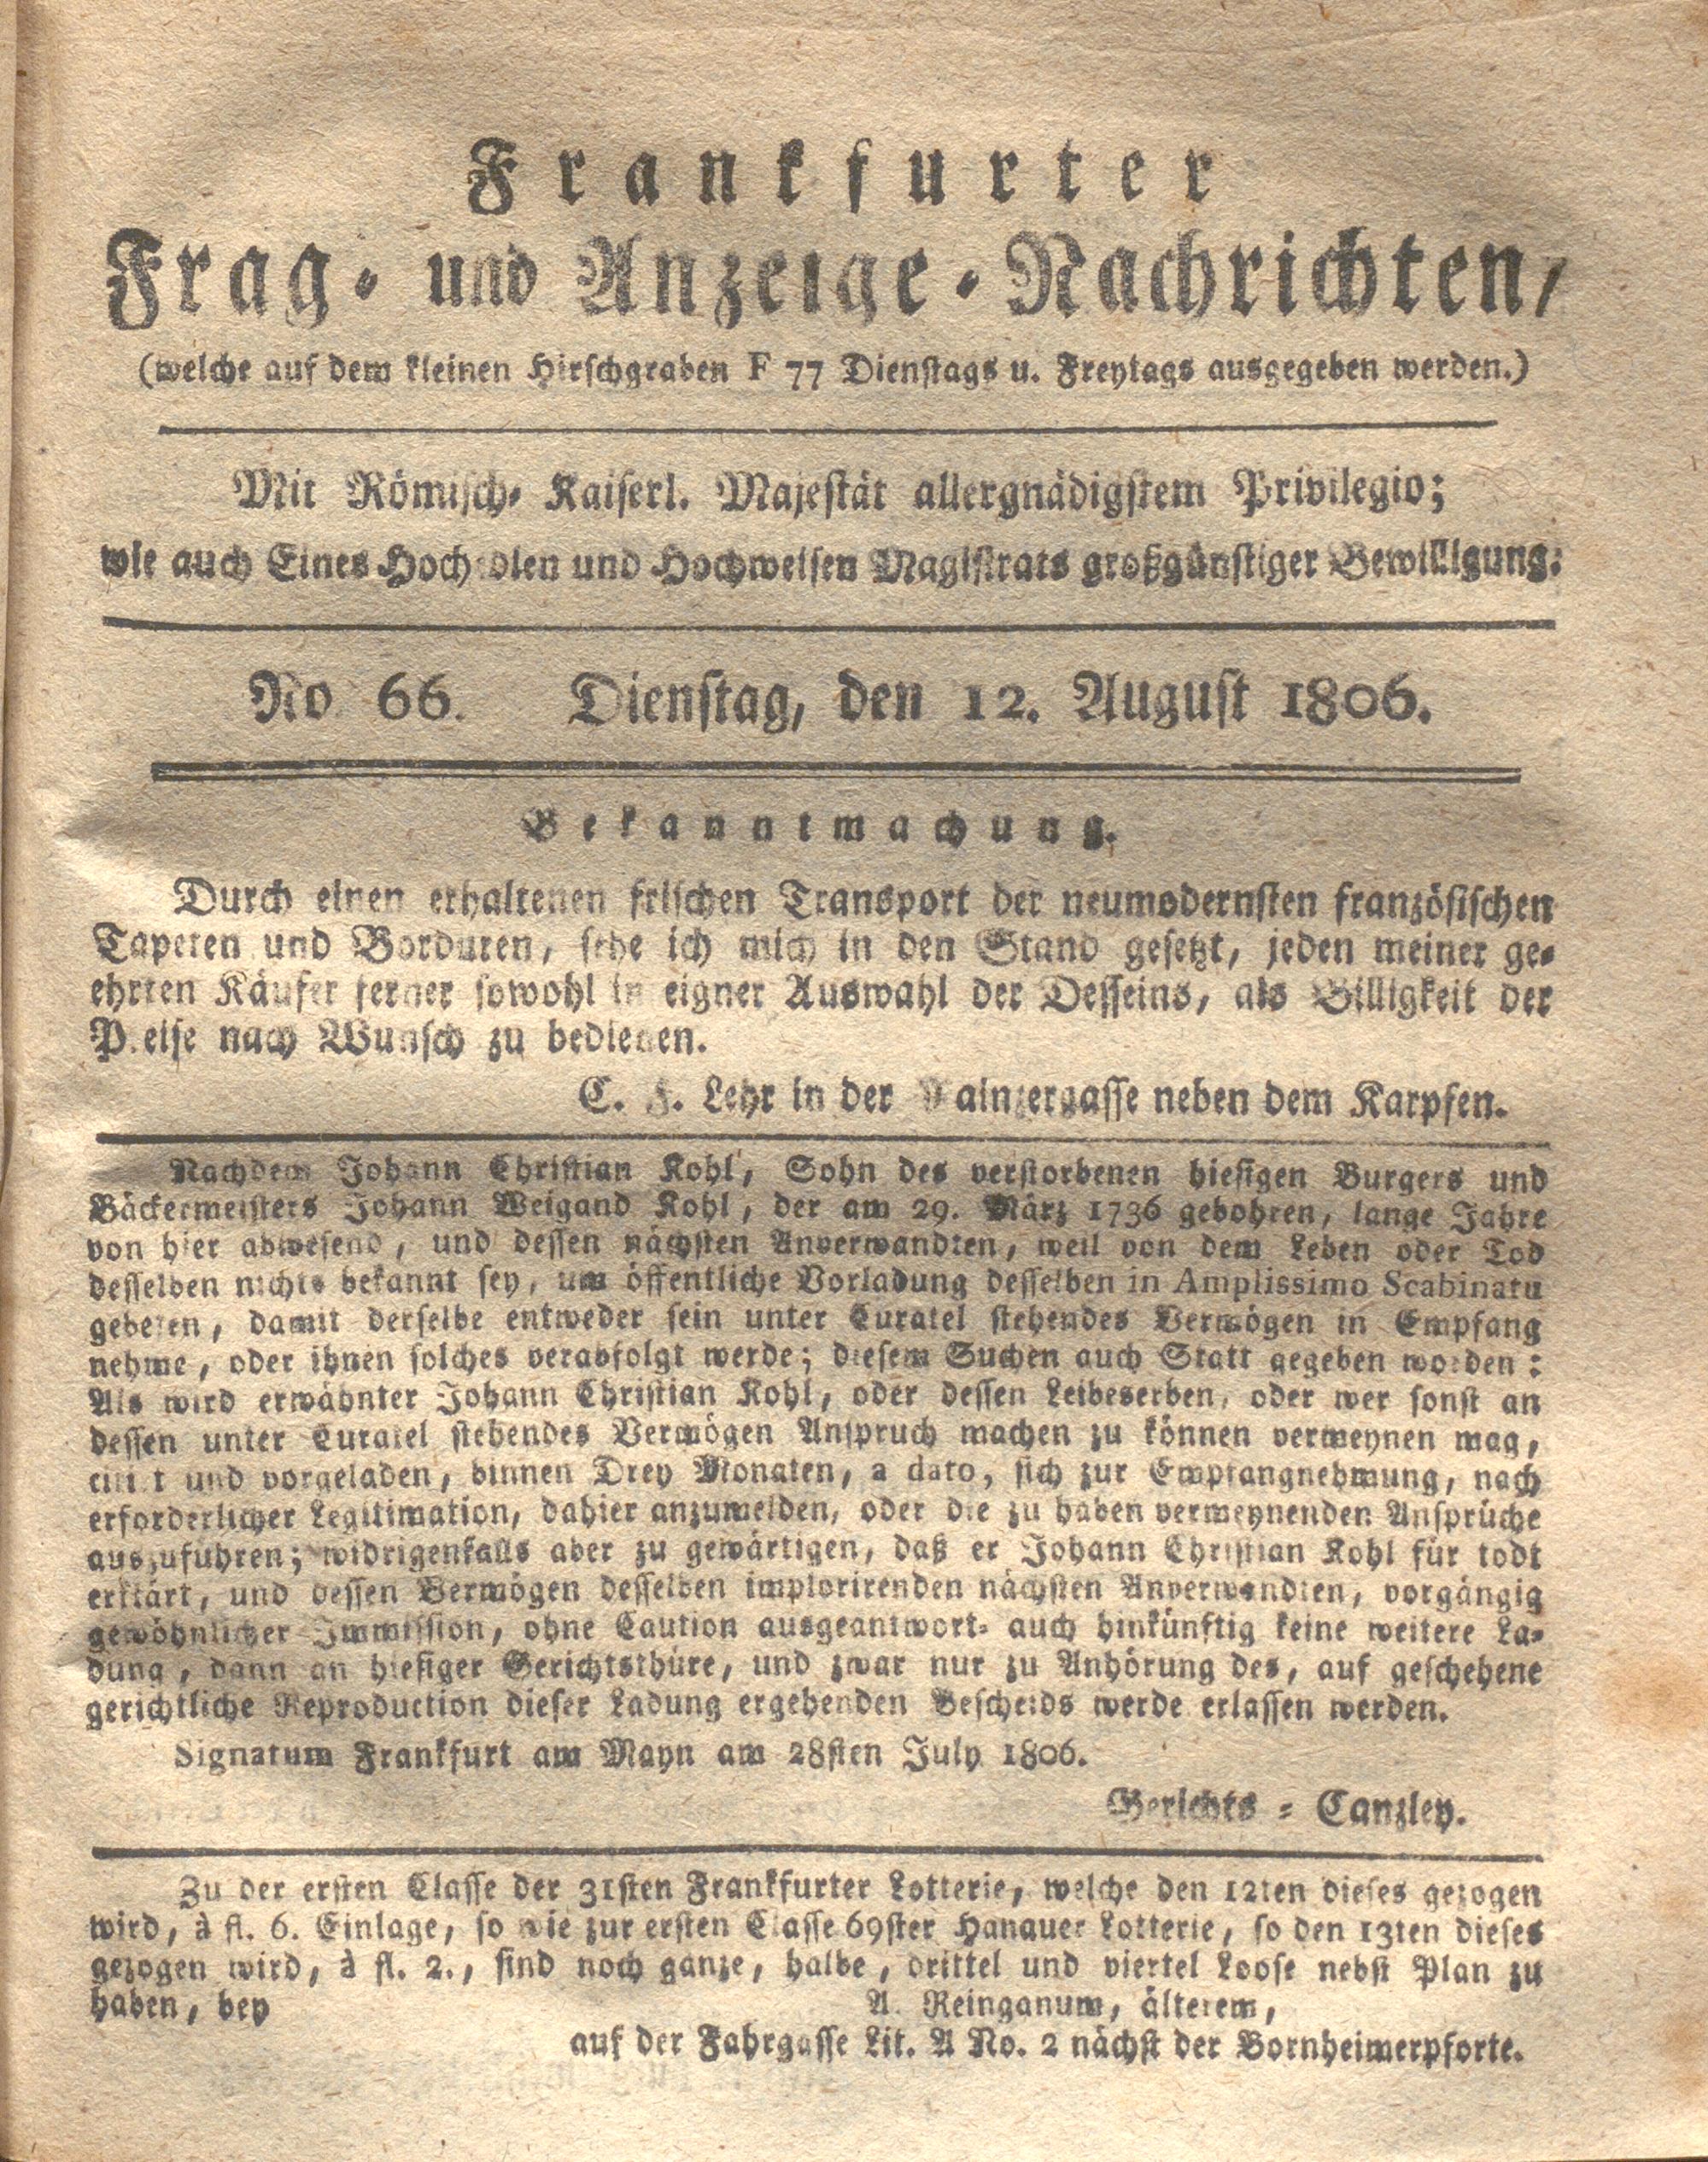 Frankfurter
Frag- und Anzeige-Nachrichten,
(welche auf dem kleinen Hirschgraben F 77 Dienstags u. Freytags ausgegeben werden.)
Mit Römisch- Kaiserl. Majestät allergnädigstem Privilegio;
wie auch Eines Hochedlen und Hochweisen Magistrats großgünstiger Bewilligung.
No 66. Dienstag, den 12. August 1806.
Bekanntmachung.
Durch einen erhaltenen frischen Transport der neumodernsten französischen
Tapeten und Borduren, sehe ich mich in den Stand gesetzt, jeden meiner ge-
ehrten Käufer ferner sowohl in eigner Auswahl der Desseins, als Billigkeit der
Preise nach Wunsch zu bedienen.
C. F. Lehr in der Mainzergasse neben dem Karpfen.
Nachdem Johann Christian Kohl, Sohn des verstorbenen hiesigen Burgers und
Bäckermeisters Johann Weigand Kohl, der am 29. März 1736 gebohren, lange Jahre
von hier abwesend, und dessen nächsten Anverwandten, weil von dem Leben oder Tod
desselben nichts bekannt sey, um öffentliche Vorladung desselben in Amplissimo Scabinatu
gebeten, damit derselbe entweder sein unter Curatel stehendes Vermögen in Empfang
nehme, oder ihnen solches verabfolgt werde; diesem Suchen auch Statt gegeben worden:
Als wird erwähnter Johann Christian Kohl, oder dessen Leibeserben, oder wer sonst an
dessen unter Curatel stehendes Vermögen Anspruch machen zu können vermeynen mag,
citirt und vorgeladen, binnen Drey Monaten, a dato, sich zur Empfangnehmung, nach
erforderlicher Legitimation, dahier anzumelden, oder die zu haben vermeynenden Ansprüche
auszuführen; widrigenfalls aber zu gewärtigen, daß er Johann Christian Kohl für todt
erklärt, und dessen Vermögen desselben implorirenden nächsten Anverwandten, vorgängig
gewöhnlicher Immission, ohne Caution ausgeantwort- auch hinkünftig keine weitere La-
dung, dann an hiesiger Gerichtsthüre, und zwar nur zu Anhörung des, auf geschehene
gerichtliche Reproduction dieser Ladung ergehenden Bescheids werde erlassen werden.
Signatum Frankfurt am Mayn am 28sten July 1806.
Gerichts-Canzley.
Zu der ersten Classe der 31sten Frankfurter Lotterie, welche den 12ten dieses gezogen
wird, à fl. 6. Einlage, so wie zur ersten Classe 69ster Hanauer Lotterie, so den 13ten dieses
gezogen wird, à fl. 2., sind noch ganze, halbe, drittel und viertel Loose nebst Plan zu
haben, bey A. Reinganum, älterem,
auf der Fahrgasse Lit. A No. 2 nächst der Bornheimerpforte.